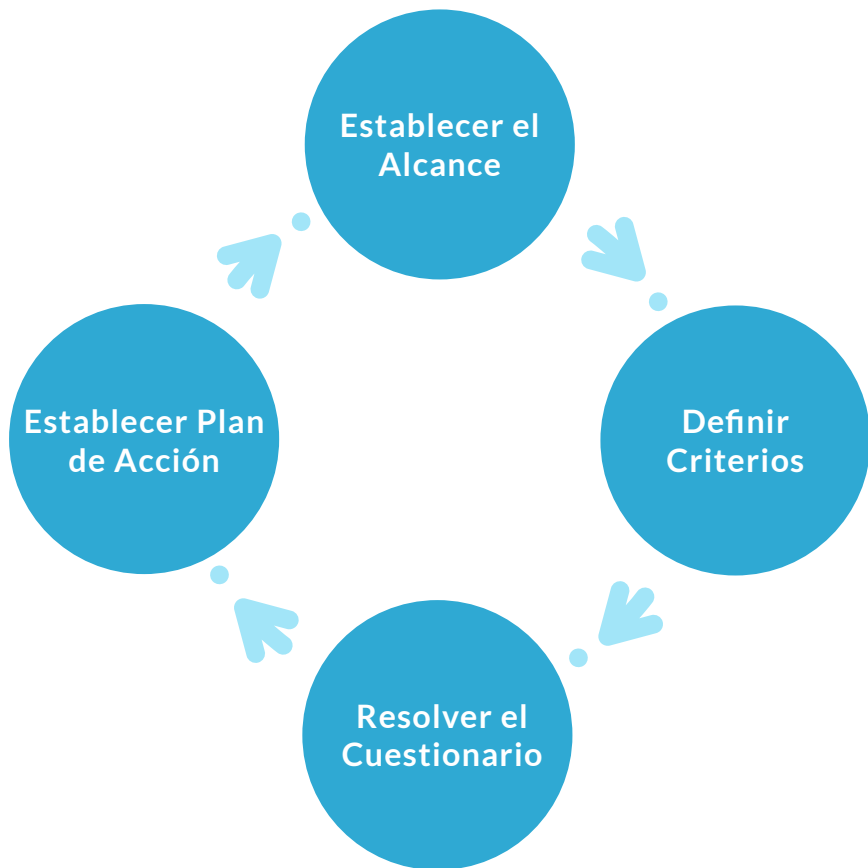 Establecer el
Alcance
Definir
Criterios
Resolver el
Cuestionario
Establecer Plan
de Acción